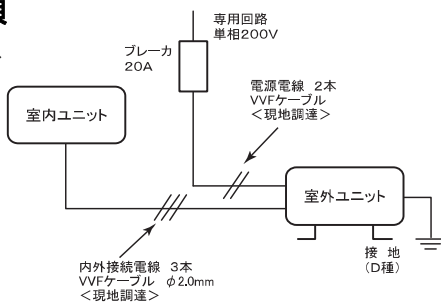 専用回路
単相200V
ブレーカ
20A
電源電線 2本
VVFケーブル
<現地調達>
室内ユニット
室外ユニット
接 地
(D種)
内外接続電線 3本
VVFケーブル φ2.0mm
<現地調達>